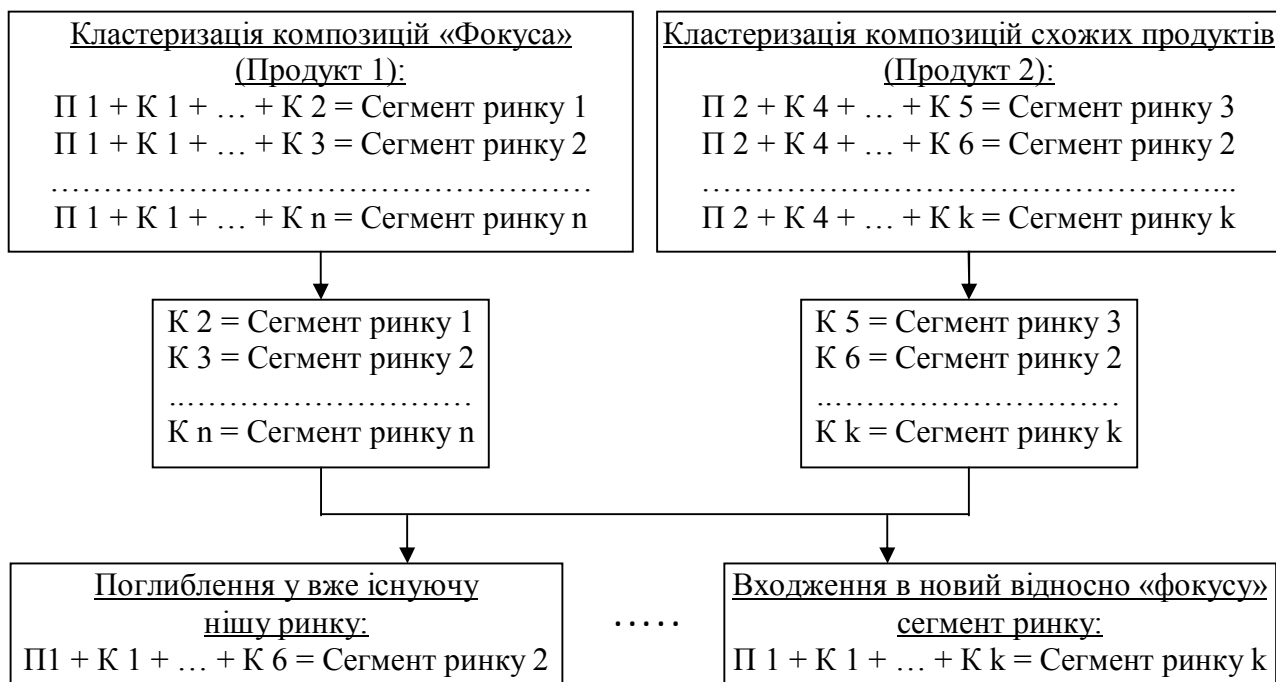 Кластеризація композицій «Фокуса»
(Продукт 1):
П 1 + К 1 + … + К 2 = Сегмент ринку 1
П 1 + К 1 + … + К 3 = Сегмент ринку 2
……………………………………………
П 1 + К 1 + … + К n = Сегмент ринку n
Кластеризація композицій схожих продуктів
(Продукт 2):
П 2 + К 4 + … + К 5 = Сегмент ринку 3
П 2 + К 4 + … + К 6 = Сегмент ринку 2
…………………………………………...
П 2 + К 4 + … + К k = Сегмент ринку k
К 2 = Сегмент ринку 1
К 3 = Сегмент ринку 2
..………………………
К n = Сегмент ринку n
К 5 = Сегмент ринку 3
К 6 = Сегмент ринку 2
..………………………
К k = Сегмент ринку k
Поглиблення у вже існуючу
нішу ринку:
П1 + К 1 + … + К 6 = Сегмент ринку 2
.....
Входження в новий відносно «фокусу»
сегмент ринку:
П 1 + К 1 + … + К k = Сегмент ринку k